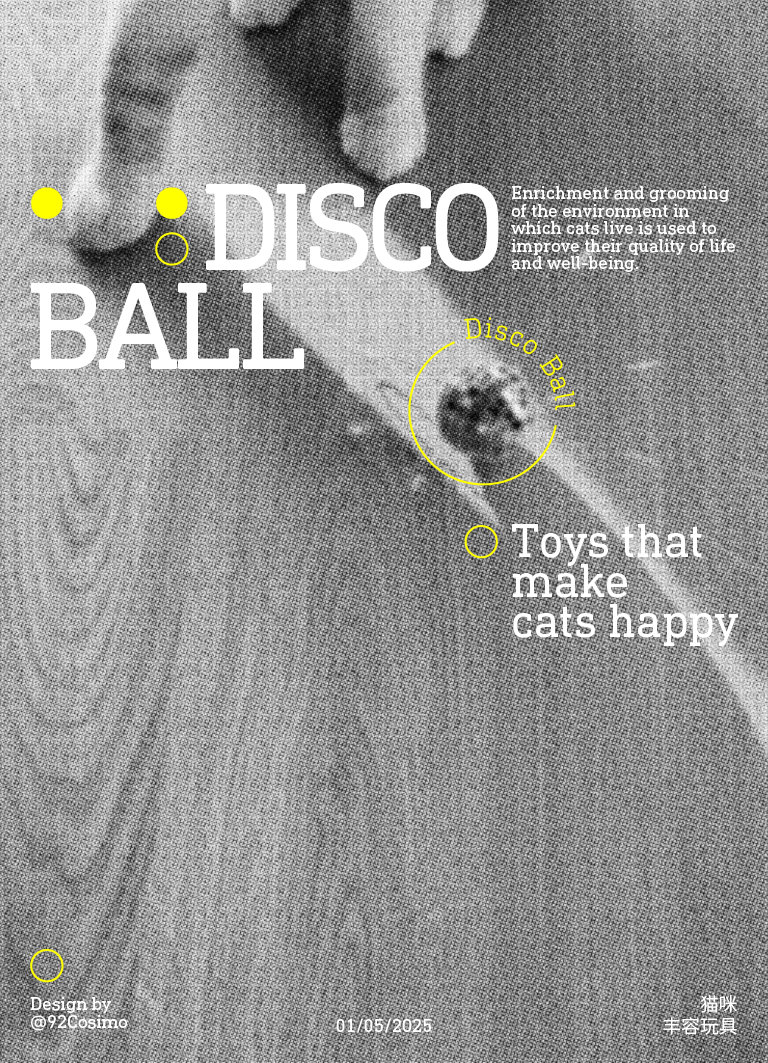 DISCO
BALL
Enrichment and grooming
of the environment in
which cats live is used to
improve their quality of life
and well-being.
Disco Ball
Toys that
make
cats happy
Design by
@92Cosimo
01/05/2025
猫咪
丰容玩具